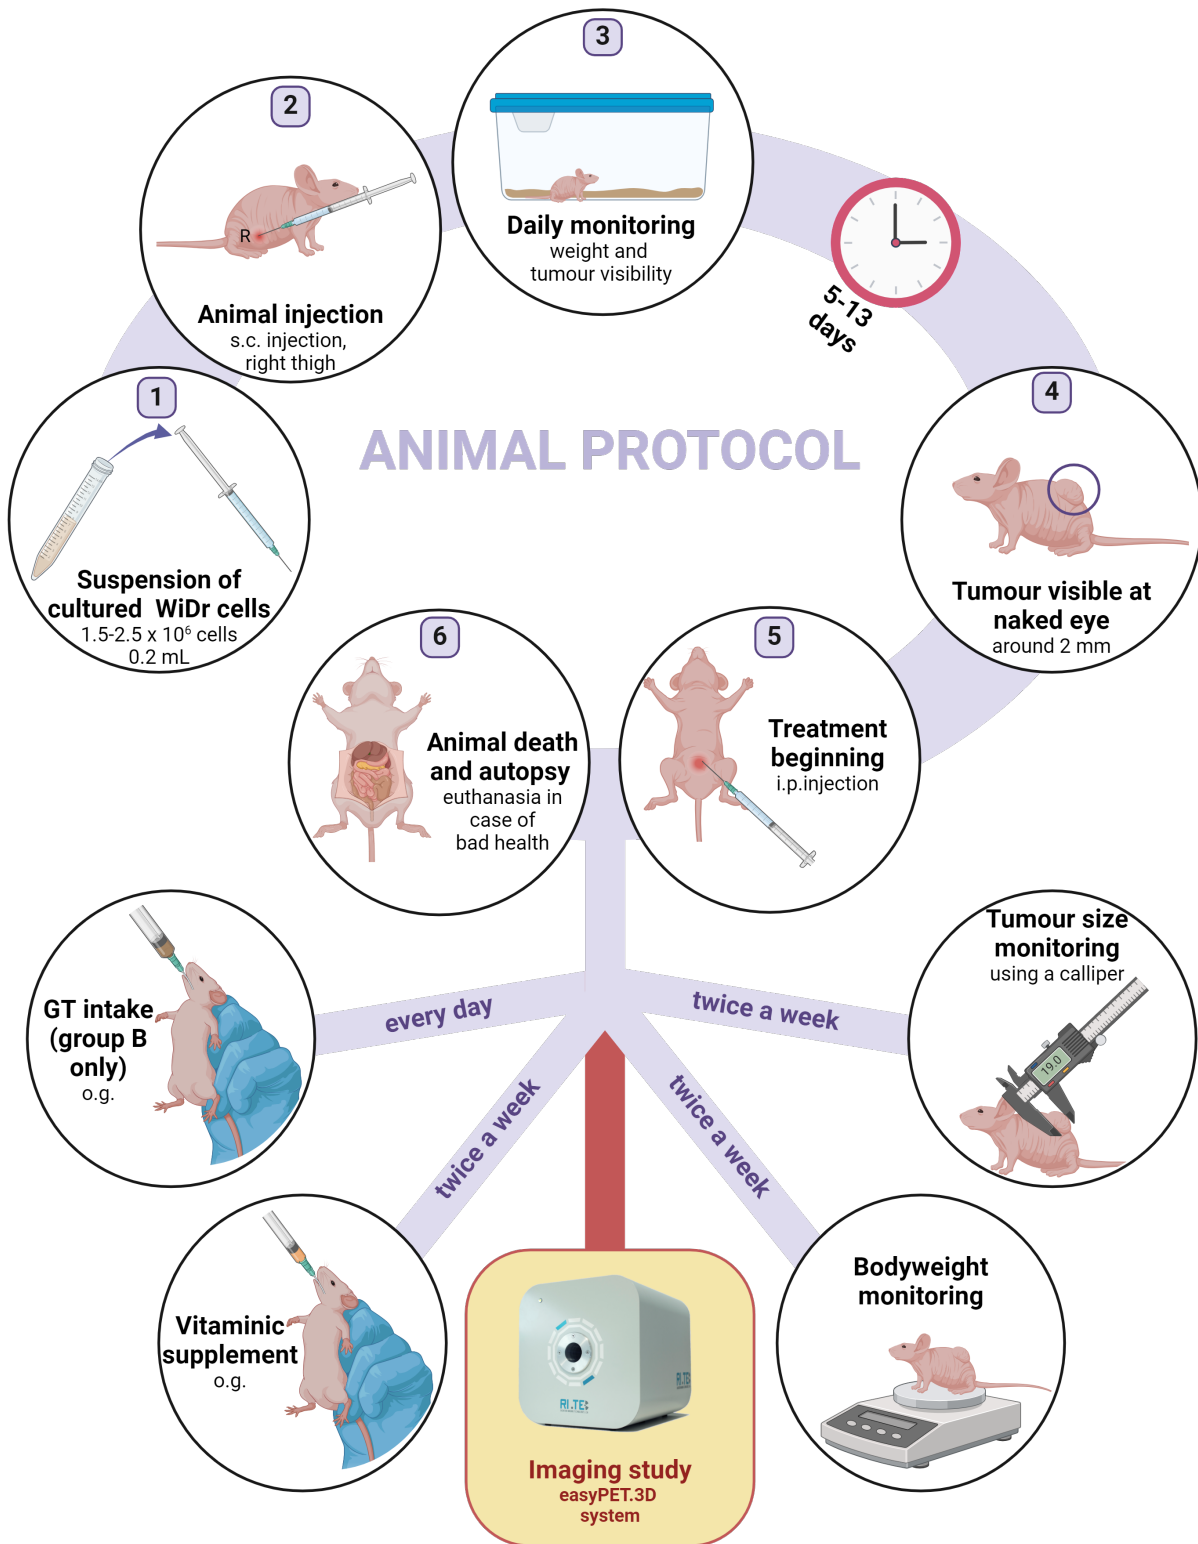 3
Daily monitoring
weight and
tumour visibility
2
R
Animal injection
s.c. injection,
right thigh
5-13
days
1
Suspension of
cultured WiDr cells
1.5-2.5 x 10⁶ cells
0.2 mL
ANIMAL PROTOCOL
4
Tumour visible at
naked eye
around 2 mm
6
Animal death
and autopsy
euthanasia in
case of
bad health
5
Treatment
beginning
i.p.injection
GT intake
(group B
only)
o.g.
every day
twice a week
Tumour size
monitoring
using a calliper
19.0
twice a week
twice a week
Vitaminic
supplement
o.g.
Bodyweight
monitoring
Imaging study
easyPET.3D
system